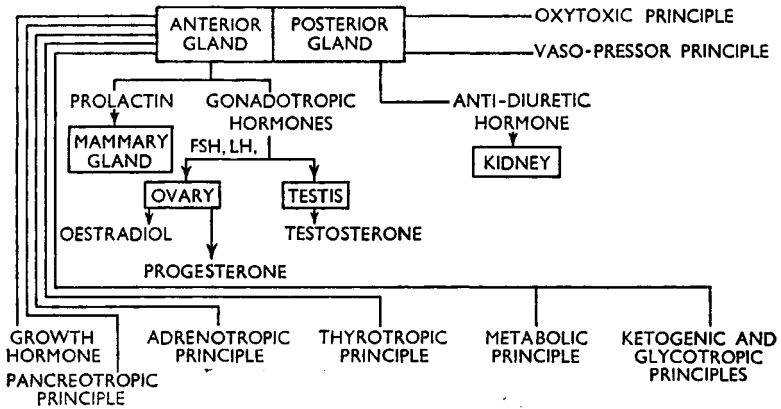 ANTERIOR
GLAND
POSTERIOR
GLAND
OXYTOXIC PRINCIPLE
VASO-PRESSOR PRINCIPLE
PROLACTIN
GONADOTROPIC
HORMONES
ANTI-DIURETIC
HORMONE
MAMMARY
GLAND
FSH, LH,
KIDNEY
OVARY
TESTIS
OESTRADIOL
TESTOSTERONE
PROGESTERONE
GROWTH
HORMONE
PANCREOTROPIC
PRINCIPLE
ADRENOTROPIC
PRINCIPLE
THYROTROPIC
PRINCIPLE
METABOLIC
PRINCIPLE
KETOGENIC AND
GLYCOTROPIC
PRINCIPLES